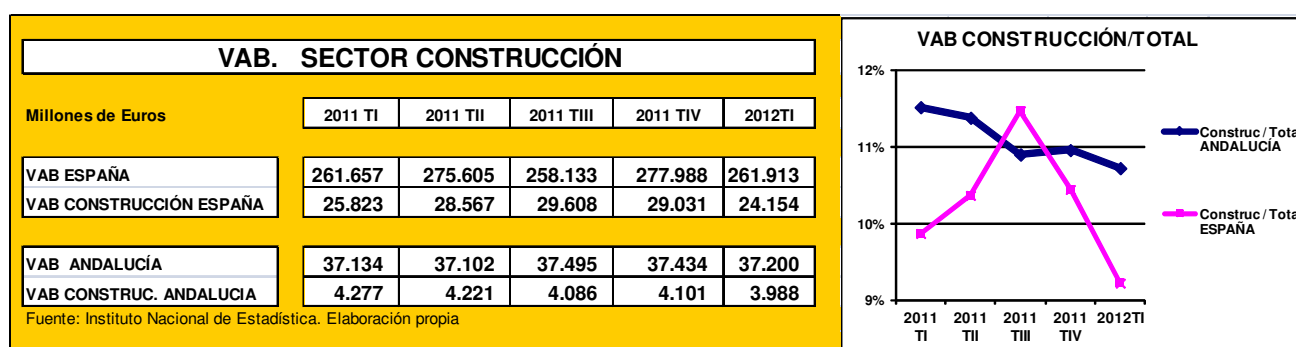 VAB. SECTOR CONSTRUCCIÓN
Millones de Euros 2011 TI 2011 TII 2011 TIII 2011 TIV 2012TI
VAB ESPAÑA 261.657 275.605 258.133 277.988 261.913
VAB CONSTRUCCIÓN ESPAÑA 25.823 28.567 29.608 29.031 24.154
VAB ANDALUCÍA 37.134 37.102 37.495 37.434 37.200
VAB CONSTRUC. ANDALUCIA 4.277 4.221 4.086 4.101 3.988
Fuente: Instituto Nacional de Estadística. Elaboración propia
VAB CONSTRUCCIÓN/TOTAL
12%
11%
10%
9%
2011 TI
2011 TII
2011 TIII
2011 TIV
2012TI
Construc/Tota
ANDALUCÍA
Construc/Tota
ESPAÑA